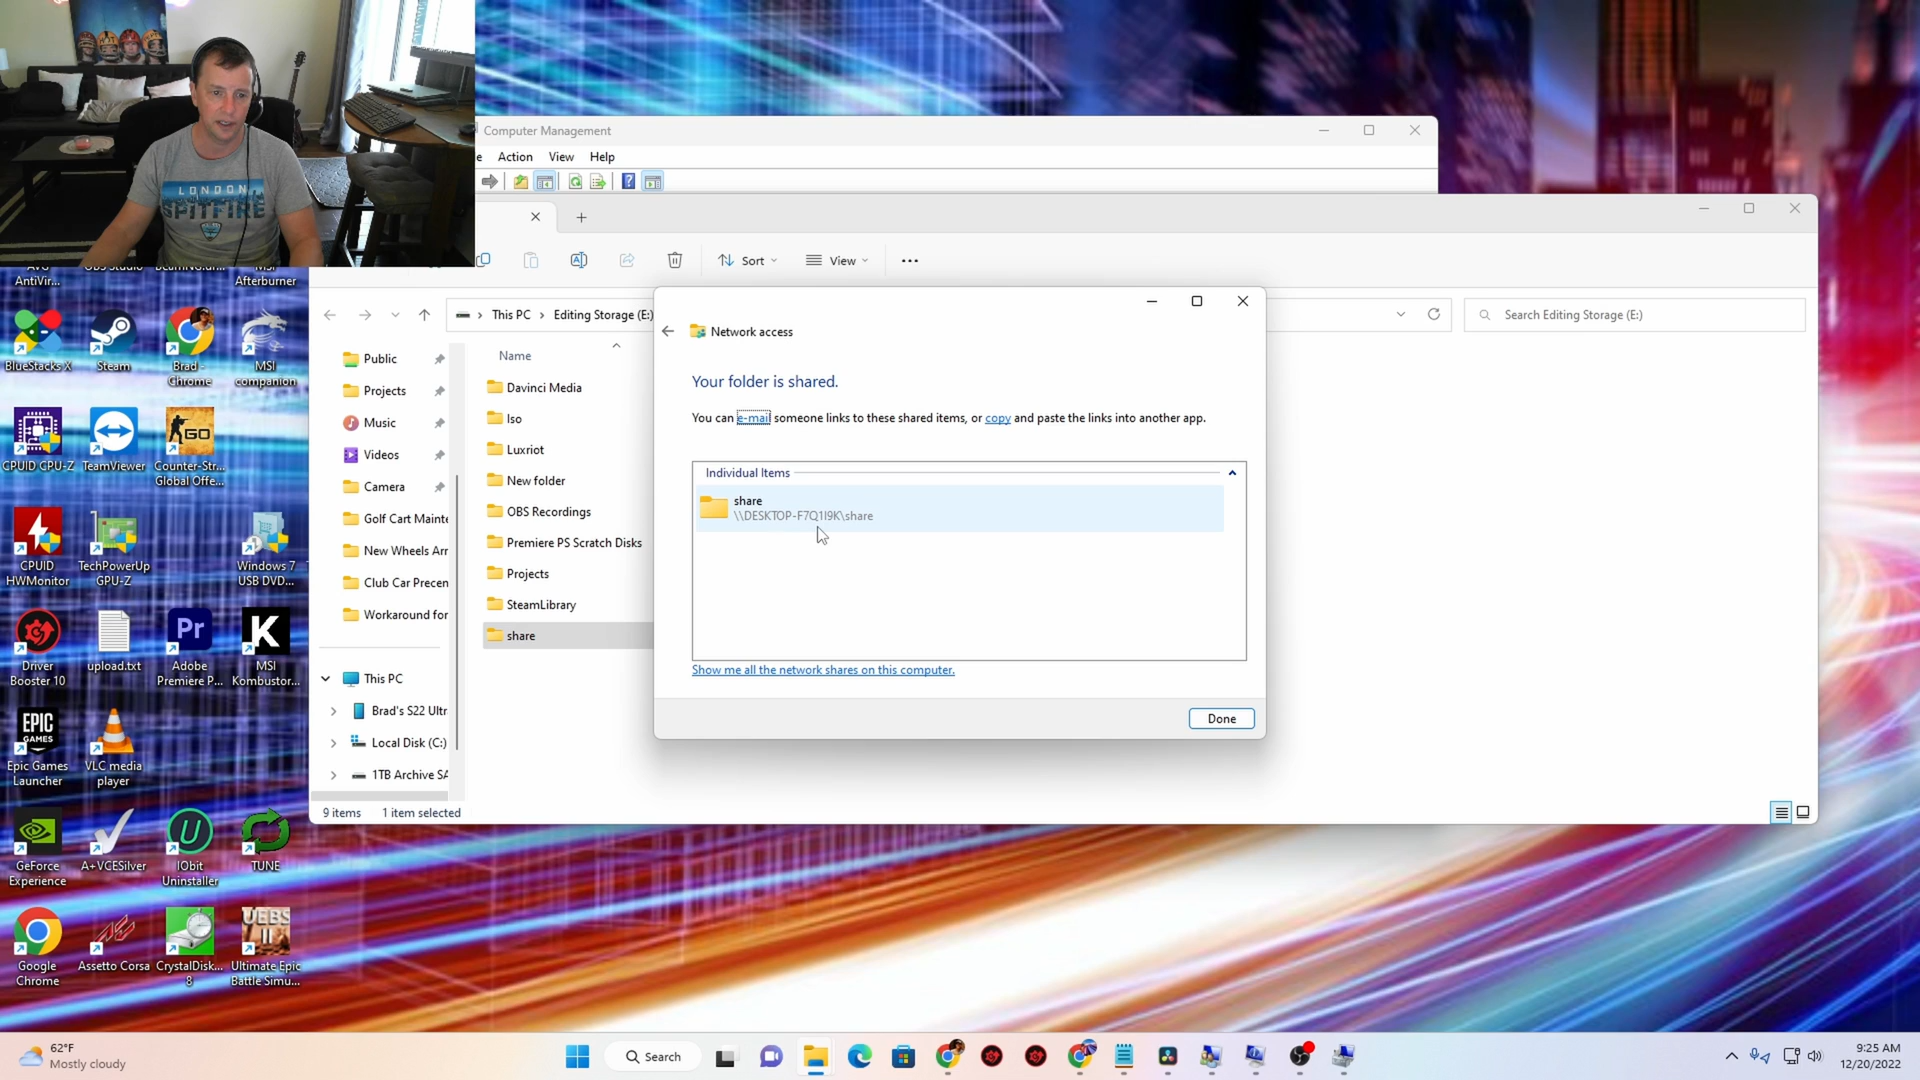 LONDON
SPITFIRE
Computer Management
Action View Help
Sort
View
This PC > Editing Storage (E:)
Search Editing Storage (E:)
Public
Projects
Music
Videos
Camera
Golf Cart Mainte
New Wheels Arr
Club Car Precen
Workaround for
This PC
Brad's S22 Ultr
Local Disk (C:)
1TB Archive SA
Name
Davinci Media
Iso
Luxriot
New folder
OBS Recordings
Premiere PS Scratch Disks
Projects
SteamLibrary
share
9 items 1 item selected
Network access
Your folder is shared.
You can e-mail someone links to these shared items, or copy and paste the links into another app.
Individual Items
share
\\DESKTOP-F7Q1I9K\share
Show me all the network shares on this computer.
Done
AntiVir...
Afterburner
BlueStacks X
Steam
Brad -
Chrome
MSI
companion
CPUID CPU-Z
TeamViewer
GO
Counter-Str...
Global Offe...
CPUID
HWMonitor
TechPowerUp
GPU-Z
Windows 7
USB DVD...
Driver
Booster 10
upload.txt
Pr
Adobe
Premiere P...
K
MSI
Kombustor...
EPIC
GAMES
Epic Games
Launcher
VLC media
player
GeForce
Experience
A+VCESilver
IObit
Uninstaller
TUNE
Google
Chrome
Assetto Corsa
CrystalDisk...
8
UEBS
II
Ultimate Epic
Battle Simu...
62°F
Mostly cloudy
Search
9:25 AM
12/20/2022